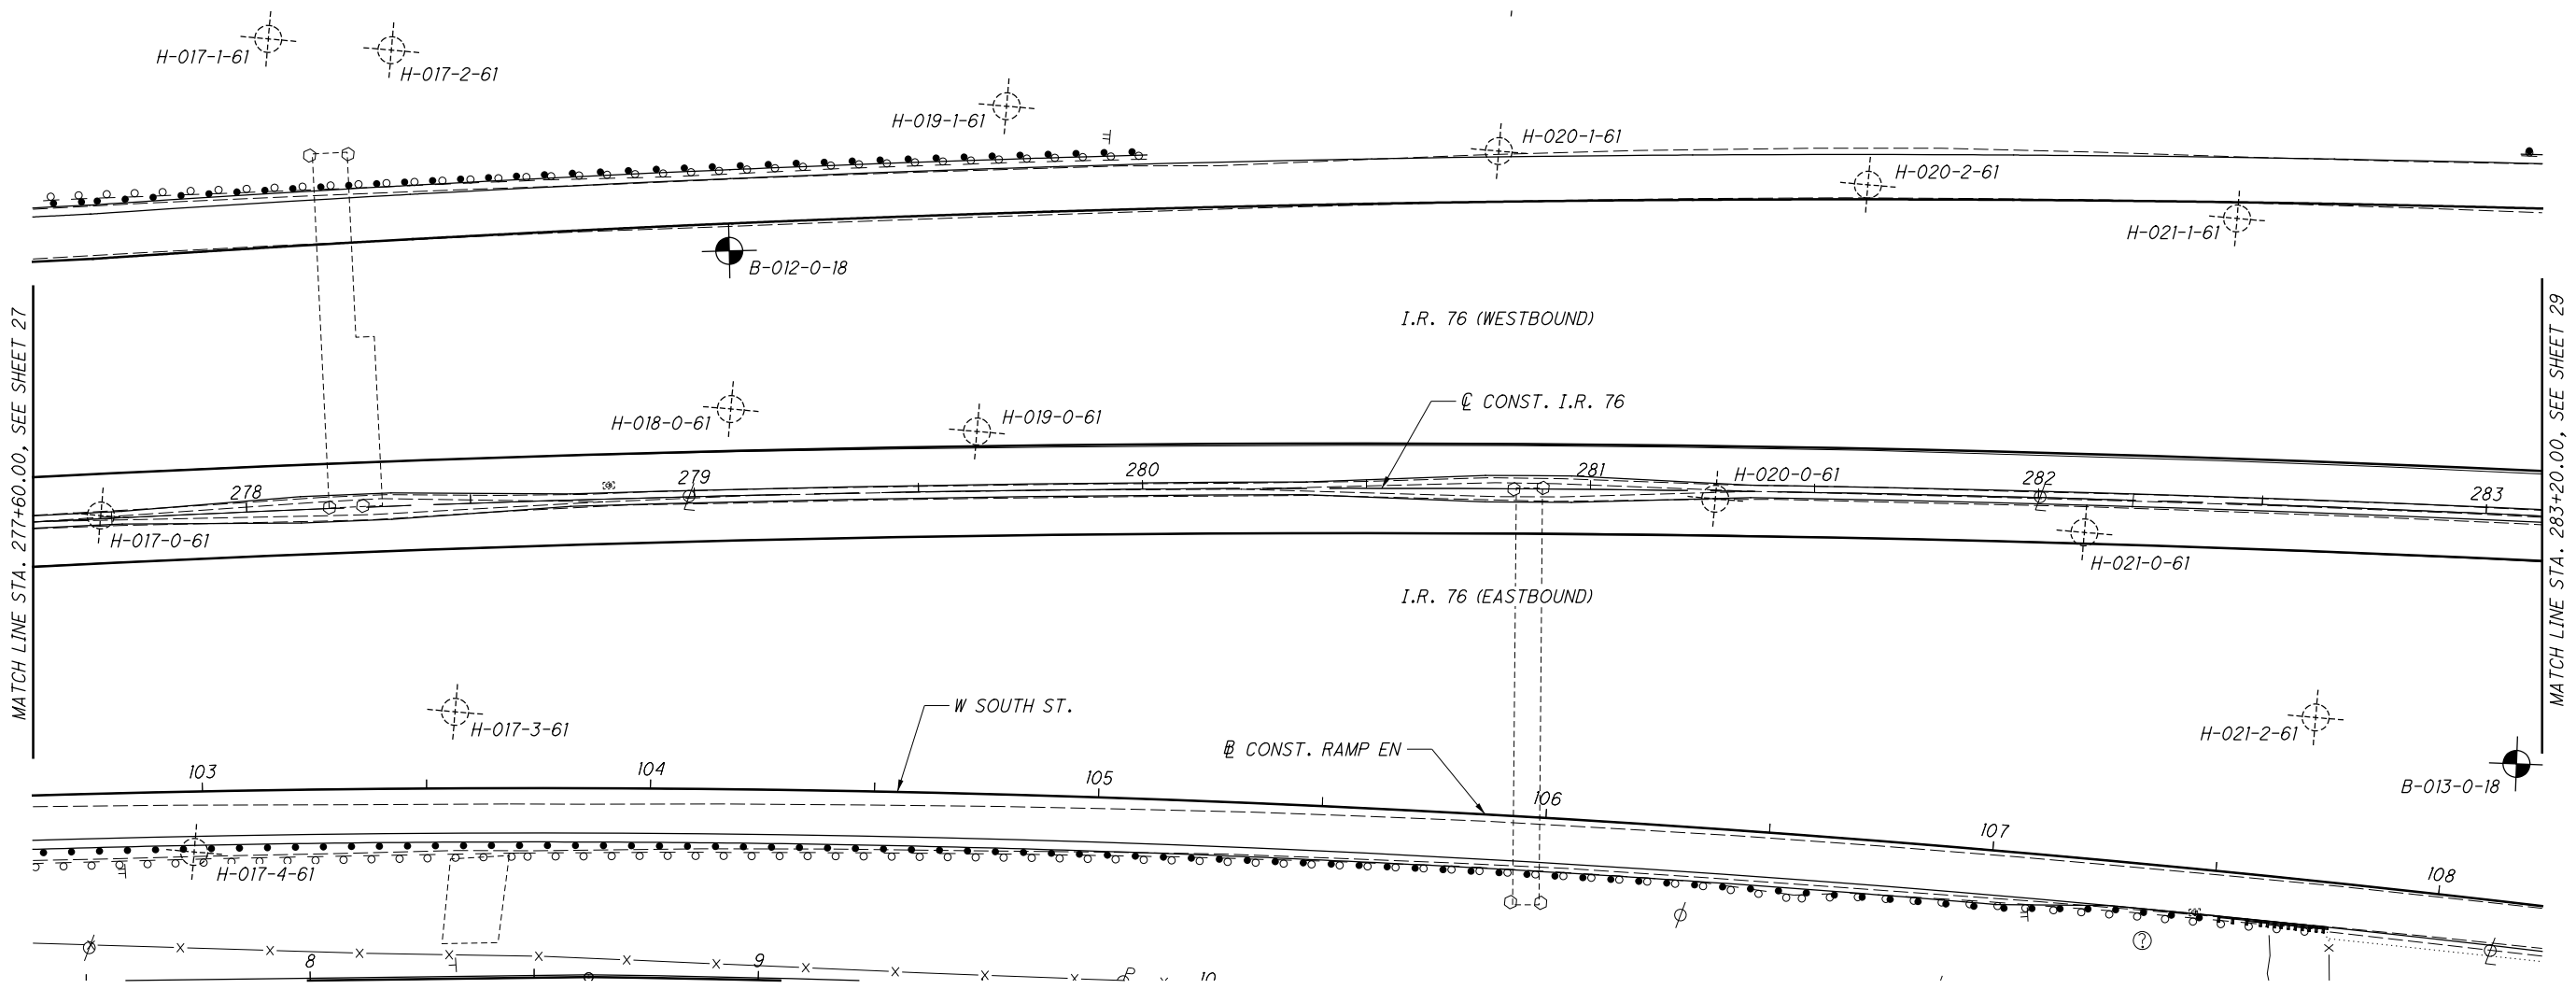 H-017-1-61
H-017-2-61
H-019-1-61
H-020-1-61
H-020-2-61
H-021-1-61
B-012-0-18
I.R. 76 (WESTBOUND)
MATCH LINE STA. 277+60.00, SEE SHEET 27
MATCH LINE STA. 283+20.00, SEE SHEET 29
H-018-0-61
H-019-0-61
℄ CONST. I.R. 76
278
279
280
281
282
283
H-020-0-61
H-017-0-61
H-021-0-61
I.R. 76 (EASTBOUND)
H-017-3-61
W SOUTH ST.
H-021-2-61
CONST. RAMP EN
B-013-0-18
103
104
105
106
107
108
H-017-4-61
?
8
9
10